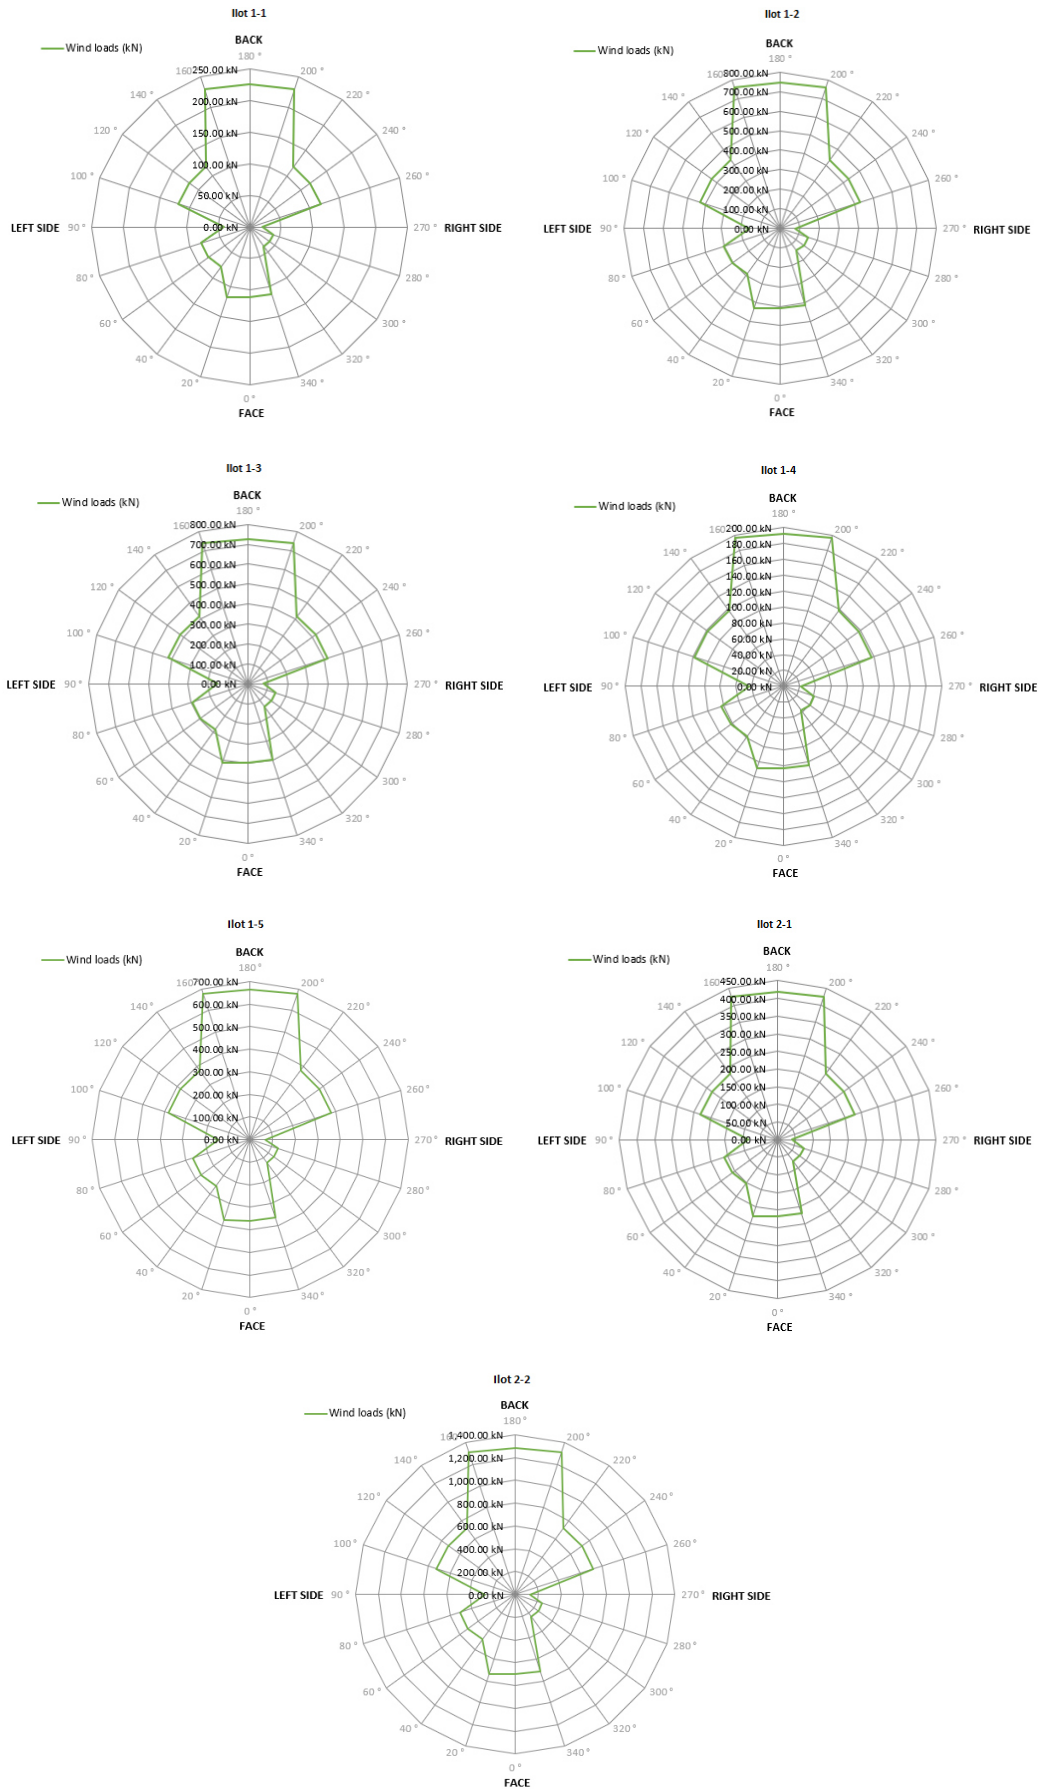 Ilot 1-1
Wind loads (kN)
BACK
180 °
160
200 °
140 °
220 °
120 °
240 °
100 °
260 °
LEFT SIDE 90 °
270 ° RIGHT SIDE
80 °
280 °
60 °
300 °
40 °
320 °
20 °
340 °
0 °
FACE
250.00 kN
200.00 kN
150.00 kN
100.00 kN
50.00 kN
0.00 kN
Ilot 1-2
Wind loads (kN)
BACK
180 °
160
200 °
140 °
220 °
120 °
240 °
100 °
260 °
LEFT SIDE 90 °
270 ° RIGHT SIDE
80 °
280 °
60 °
300 °
40 °
320 °
20 °
340 °
0 °
FACE
800.00 kN
700.00 kN
600.00 kN
500.00 kN
400.00 kN
300.00 kN
200.00 kN
100.00 kN
0.00 kN
Ilot 1-3
Wind loads (kN)
BACK
180 °
160
200 °
140 °
220 °
120 °
240 °
100 °
260 °
LEFT SIDE 90 °
270 ° RIGHT SIDE
80 °
280 °
60 °
300 °
40 °
320 °
20 °
340 °
0 °
FACE
800.00 kN
700.00 kN
600.00 kN
500.00 kN
400.00 kN
300.00 kN
200.00 kN
100.00 kN
0.00 kN
Ilot 1-4
Wind loads (kN)
BACK
180 °
160
200 °
140 °
220 °
120 °
240 °
100 °
260 °
LEFT SIDE 90 °
270 ° RIGHT SIDE
80 °
280 °
60 °
300 °
40 °
320 °
20 °
340 °
0 °
FACE
200.00 kN
180.00 kN
160.00 kN
140.00 kN
120.00 kN
100.00 kN
80.00 kN
60.00 kN
40.00 kN
20.00 kN
0.00 kN
Ilot 1-5
Wind loads (kN)
BACK
180 °
160
200 °
140 °
220 °
120 °
240 °
100 °
260 °
LEFT SIDE 90 °
270 ° RIGHT SIDE
80 °
280 °
60 °
300 °
40 °
320 °
20 °
340 °
0 °
FACE
700.00 kN
600.00 kN
500.00 kN
400.00 kN
300.00 kN
200.00 kN
100.00 kN
0.00 kN
Ilot 2-1
Wind loads (kN)
BACK
180 °
160
200 °
140 °
220 °
120 °
240 °
100 °
260 °
LEFT SIDE 90 °
270 ° RIGHT SIDE
80 °
280 °
60 °
300 °
40 °
320 °
20 °
340 °
0 °
FACE
450.00 kN
400.00 kN
350.00 kN
300.00 kN
250.00 kN
200.00 kN
150.00 kN
100.00 kN
50.00 kN
0.00 kN
Ilot 2-2
Wind loads (kN)
BACK
180 °
160
200 °
140 °
220 °
120 °
240 °
100 °
260 °
LEFT SIDE 90 °
270 ° RIGHT SIDE
80 °
280 °
60 °
300 °
40 °
320 °
20 °
340 °
0 °
FACE
1,400.00 kN
1,200.00 kN
1,000.00 kN
800.00 kN
600.00 kN
400.00 kN
200.00 kN
0.00 kN